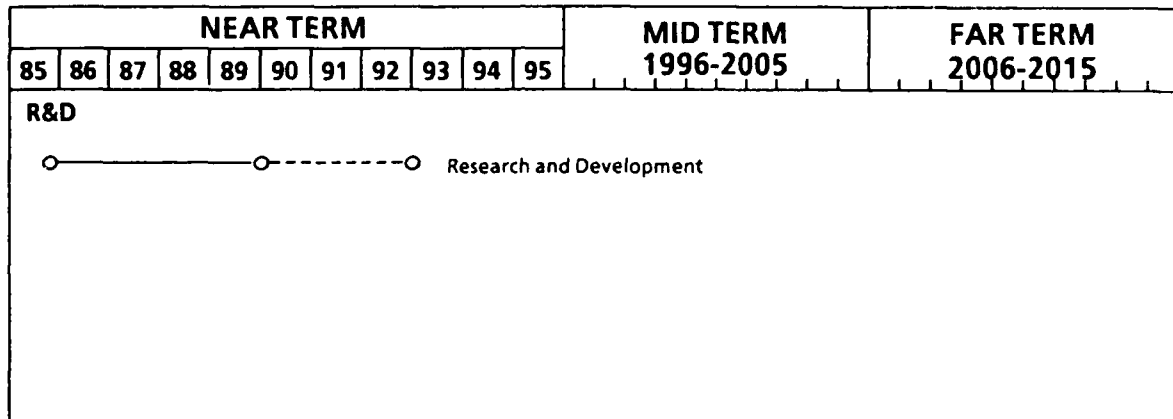 NEAR TERM
MID TERM
1996-2005
FAR TERM
2006-2015
85 86 87 88 89 90 91 92 93 94 95
R&D
Research and Development